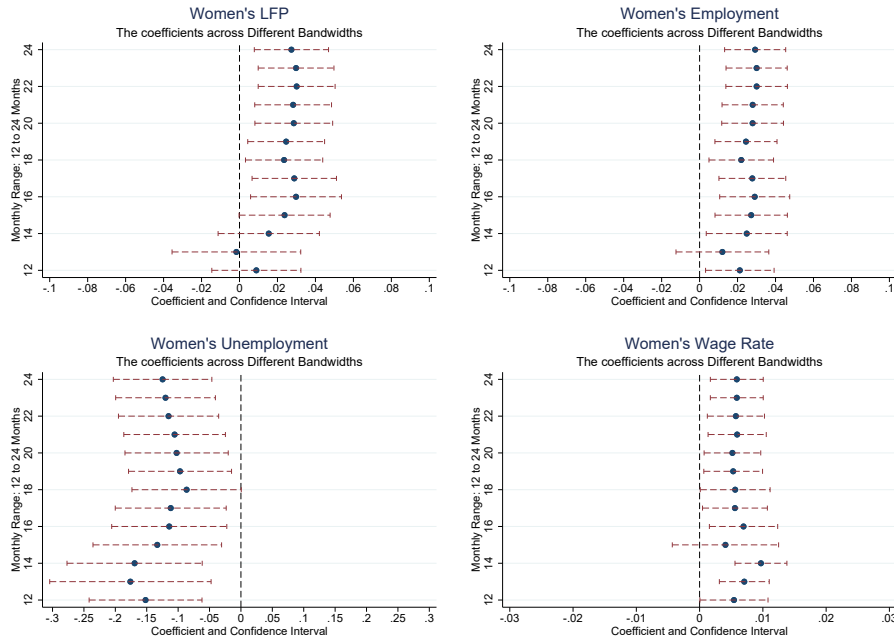 Women's LFP
The coefficients across Different Bandwidths
Monthly Range: 12 to 24 Months
24
22
20
18
16
14
12
-.1 -.08 -.06 -.04 -.02 0 .02 .04 .06 .08 .1
Coefficient and Confidence Interval
Women's Employment
The coefficients across Different Bandwidths
Monthly Range: 12 to 24 Months
24
22
20
18
16
14
12
-.1 -.08 -.06 -.04 -.02 0 .02 .04 .06 .08 .1
Coefficient and Confidence Interval
Women's Unemployment
The coefficients across Different Bandwidths
Monthly Range: 12 to 24 Months
24
22
20
18
16
14
12
-.3 -.25 -.2 -.15 -.1 -.05 0 .05 .1 .15 .2 .25 .3
Coefficient and Confidence Interval
Women's Wage Rate
The coefficients across Different Bandwidths
Monthly Range: 12 to 24 Months
24
22
20
18
16
14
12
-.03 -.02 -.01 0 .01 .02 .03
Coefficient and Confidence Interval